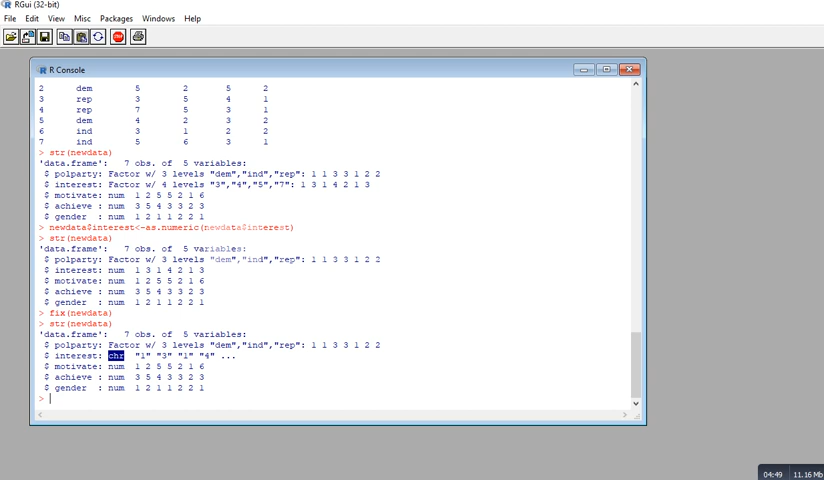 RGui (32-bit)
File Edit View Misc Packages Windows Help
STOP
R Console
2 dem 5 2 5 2
3 rep 3 5 4 1
4 rep 7 5 3 1
5 dem 4 2 3 2
6 ind 3 1 2 2
7 ind 5 6 3 1
> str(newdata)
'data.frame': 7 obs. of 5 variables:
$ polparty: Factor w/ 3 levels "dem","ind","rep": 1 1 3 3 1 2 2
$ interest: Factor w/ 4 levels "3","4","5","7": 1 3 1 4 2 1 3
$ motivate: num 1 2 5 5 2 1 6
$ achieve : num 3 5 4 3 3 2 3
$ gender : num 1 2 1 1 2 2 1
> newdata$interest<-as.numeric(newdata$interest)
> str(newdata)
'data.frame': 7 obs. of 5 variables:
$ polparty: Factor w/ 3 levels "dem","ind","rep": 1 1 3 3 1 2 2
$ interest: num 1 3 1 4 2 1 3
$ motivate: num 1 2 5 5 2 1 6
$ achieve : num 3 5 4 3 3 2 3
$ gender : num 1 2 1 1 2 2 1
> fix(newdata)
> str(newdata)
'data.frame': 7 obs. of 5 variables:
$ polparty: Factor w/ 3 levels "dem","ind","rep": 1 1 3 3 1 2 2
$ interest: chr "1" "3" "1" "4" ...
$ motivate: num 1 2 5 5 2 1 6
$ achieve : num 3 5 4 3 3 2 3
$ gender : num 1 2 1 1 2 2 1
>
04:49 11.16 Mb